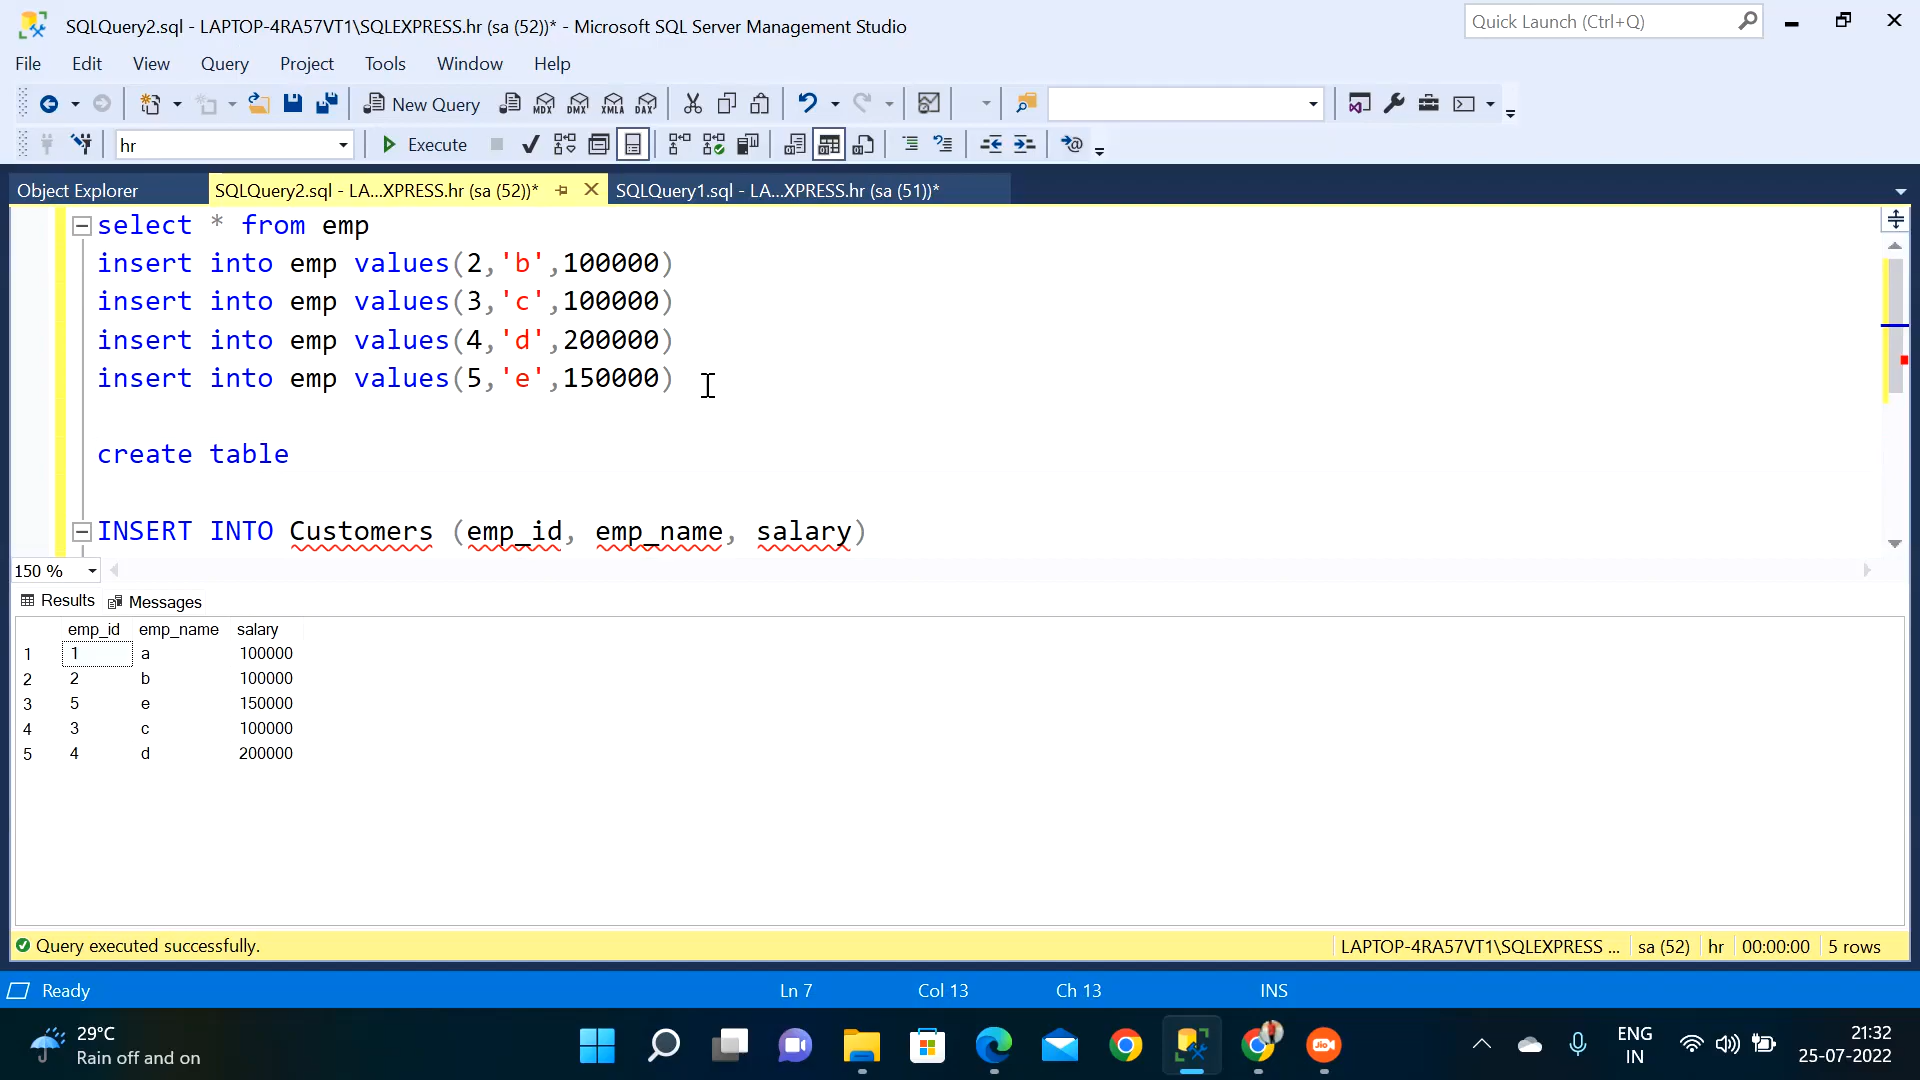 SQLQuery2.sql - LAPTOP-4RA57VT1\SQLEXPRESS.hr (sa (52))* - Microsoft SQL Server Management Studio
Quick Launch (Ctrl+Q)
File Edit View Query Project Tools Window Help
New Query MDX DMX XMLA DAX
hr Execute
Object Explorer SQLQuery2.sql - LA...XPRESS.hr (sa (52))* SQLQuery1.sql - LA...XPRESS.hr (sa (51))*
select * from emp
insert into emp values(2,'b',100000)
insert into emp values(3,'c',100000)
insert into emp values(4,'d',200000)
insert into emp values(5,'e',150000)
create table
INSERT INTO Customers (emp_id, emp_name, salary)
150 %
Results Messages
emp_id emp_name salary
1 1 a 100000
2 2 b 100000
3 5 e 150000
4 3 c 100000
5 4 d 200000
Query executed successfully. LAPTOP-4RA57VT1\SQLEXPRESS ... sa (52) hr 00:00:00 5 rows
Ready Ln 7 Col 13 Ch 13 INS
29°C
Rain off and on
Jio
ENG
IN
21:32
25-07-2022